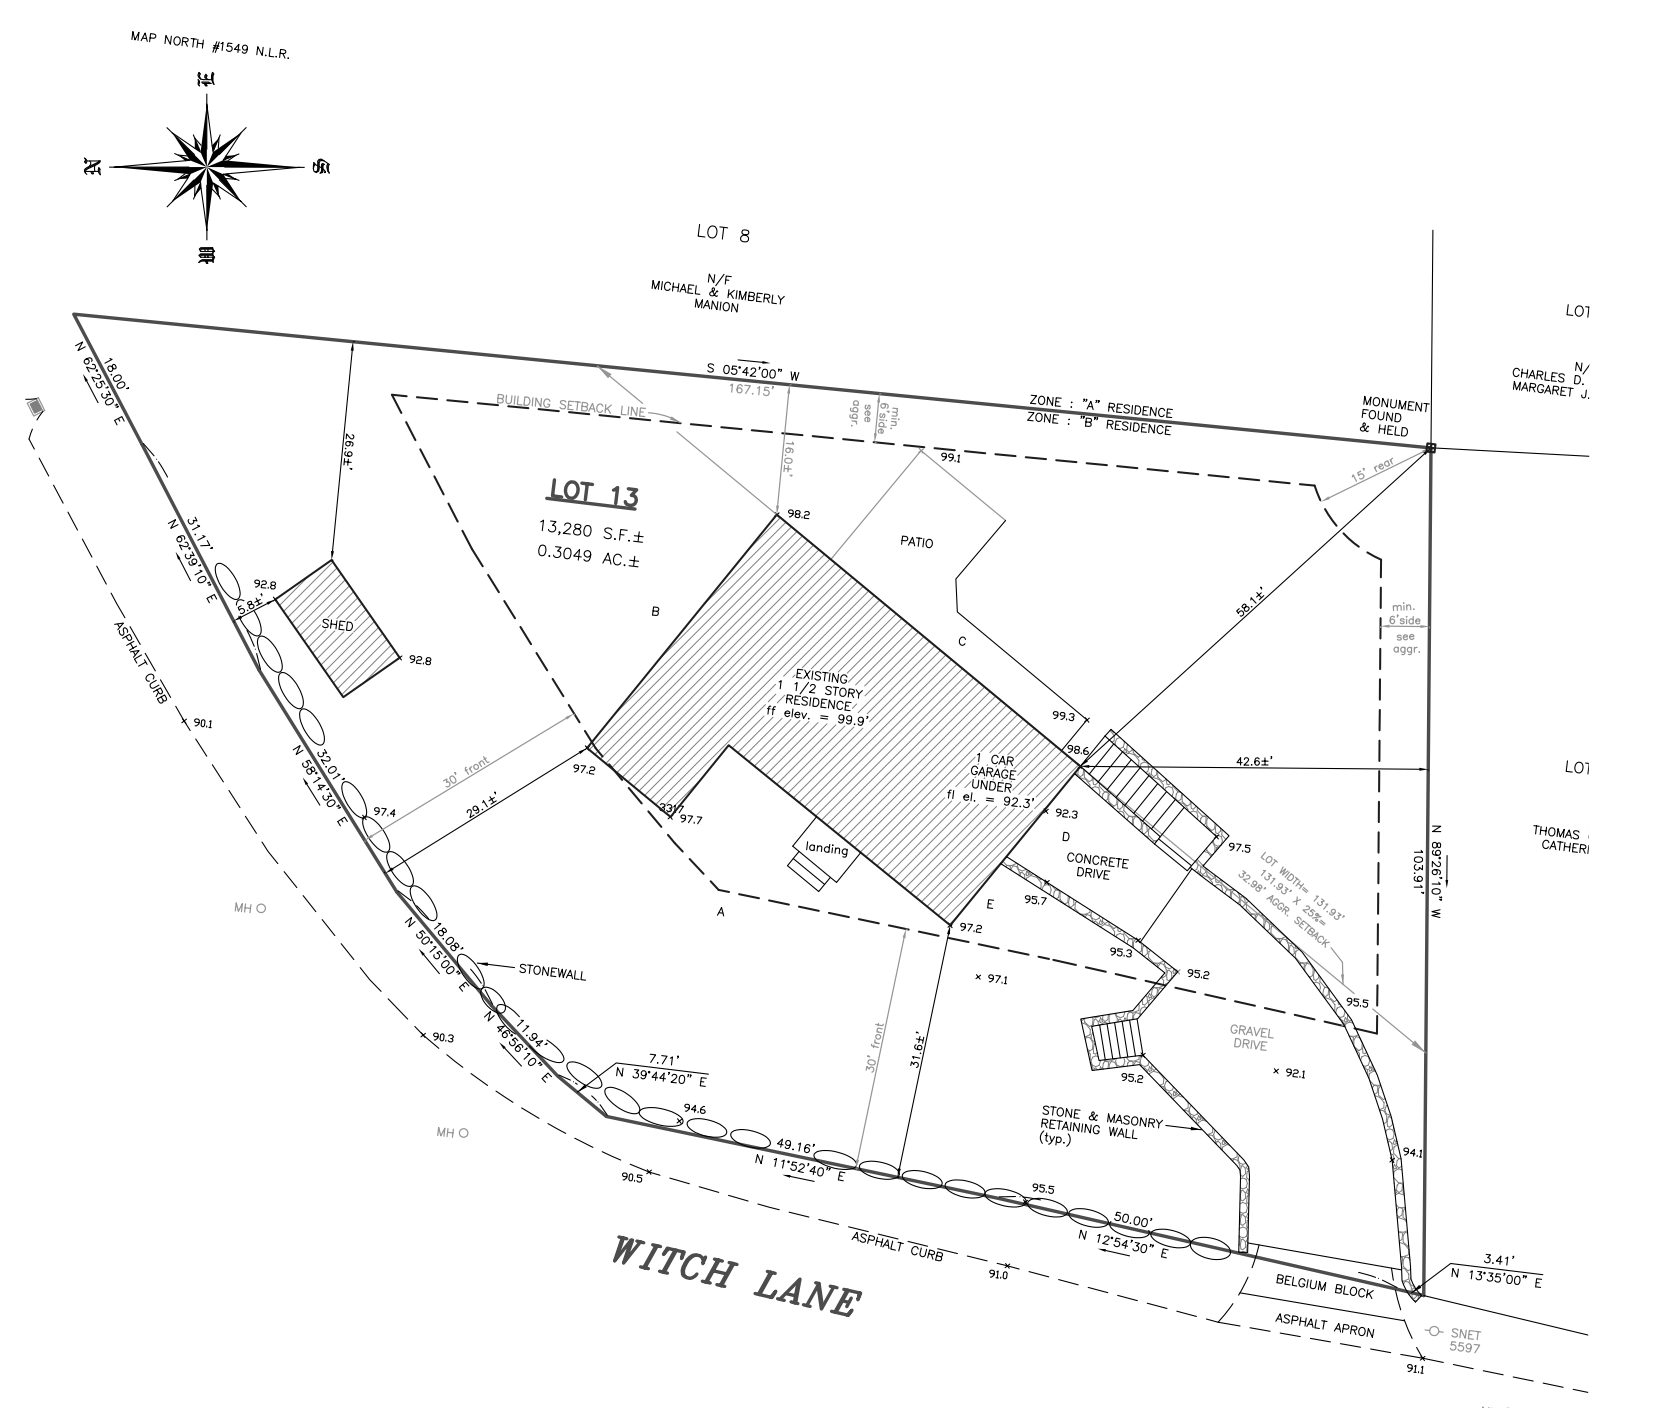 MAP NORTH #1549 N.L.R.
E
N
S
W
LOT 8
N/F
MICHAEL & KIMBERLY
MANION
LOT
N/
CHARLES D.
MARGARET J.
18.00'
N 62°25'30" E
S 05°42'00" W
167.15'
BUILDING SETBACK LINE
min.
6'side
see
aggr.
ZONE : "A" RESIDENCE
ZONE : "B" RESIDENCE
MONUMENT
FOUND
& HELD
15' rear
26.9±'
16.0±'
99.1
LOT 13
13,280 S.F.±
0.3049 AC.±
98.2
PATIO
31.17'
N 62°39'10" E
92.8
5.8±'
SHED
92.8
B
C
58.1±'
min.
6'side
see
aggr.
ASPHALT CURB
90.1
EXISTING
1 1/2 STORY
RESIDENCE
ff elev. = 99.9'
99.3
98.6
1 CAR
GARAGE
UNDER
fl el. = 92.3'
42.6±'
LOT
32.01'
N 58°14'30" E
97.2
30' front
29.1±'
97.4
97.7
92.3
D
CONCRETE
DRIVE
97.5
landing
THOMAS
CATHERI
N 89°26'10" W
103.91'
LOT WIDTH= 131.93'
131.93' X 25%=
32.98' AGGR. SETBACK
MH
18.08'
N 50°15'00" E
A
E
95.7
97.2
95.3
95.2
97.1
STONEWALL
95.5
11.94'
N 46°56'10" E
90.3
7.71'
N 39°44'20" E
30' front
31.6±'
GRAVEL
DRIVE
95.2
92.1
94.6
STONE & MASONRY
RETAINING WALL
(typ.)
MH
49.16'
N 11°52'40" E
94.1
90.5
95.5
50.00'
N 12°54'30" E
WITCH LANE
ASPHALT CURB
91.0
BELGIUM BLOCK
3.41'
N 13°35'00" E
ASPHALT APRON
SNET
5597
91.1